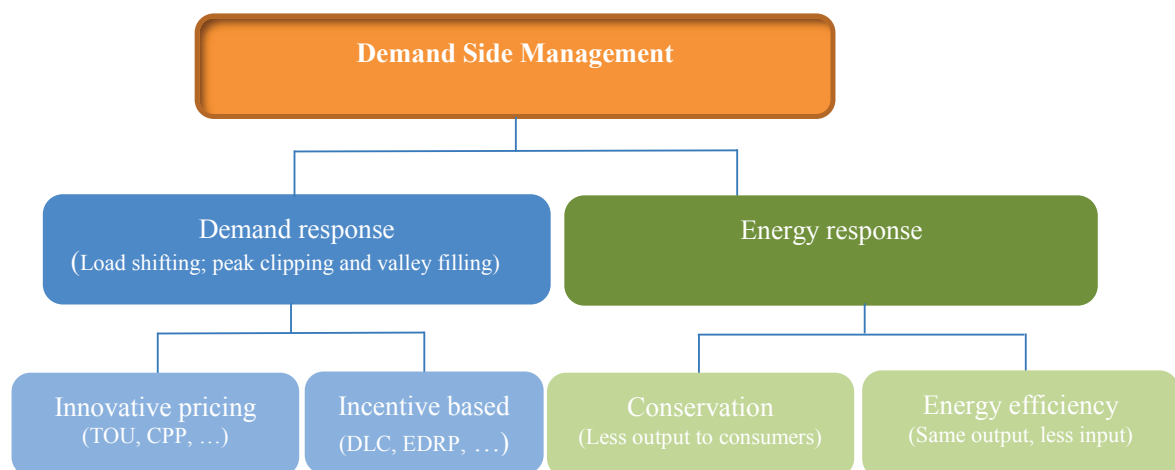 Demand Side Management
Demand response
(Load shifting; peak clipping and valley filling)
Energy response
Innovative pricing
(TOU, CPP, …)
Incentive based
(DLC, EDRP, …)
Conservation
(Less output to consumers)
Energy efficiency
(Same output, less input)